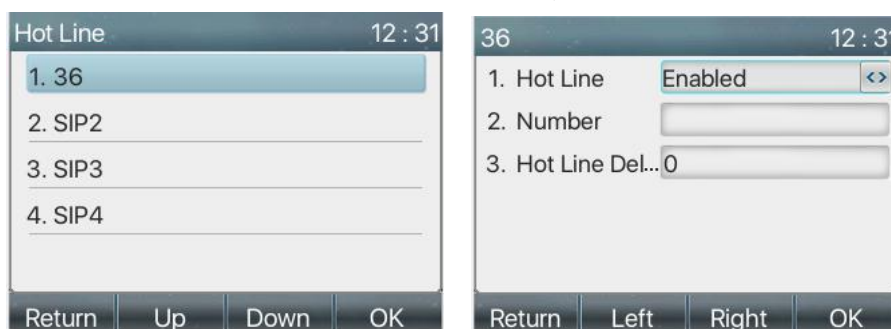 Hot Line 12 : 31
1. 36
2. SIP2
3. SIP3
4. SIP4
Return Up Down OK
36 12 : 31
1. Hot Line Enabled <>
2. Number
3. Hot Line Del... 0
Return Left Right OK